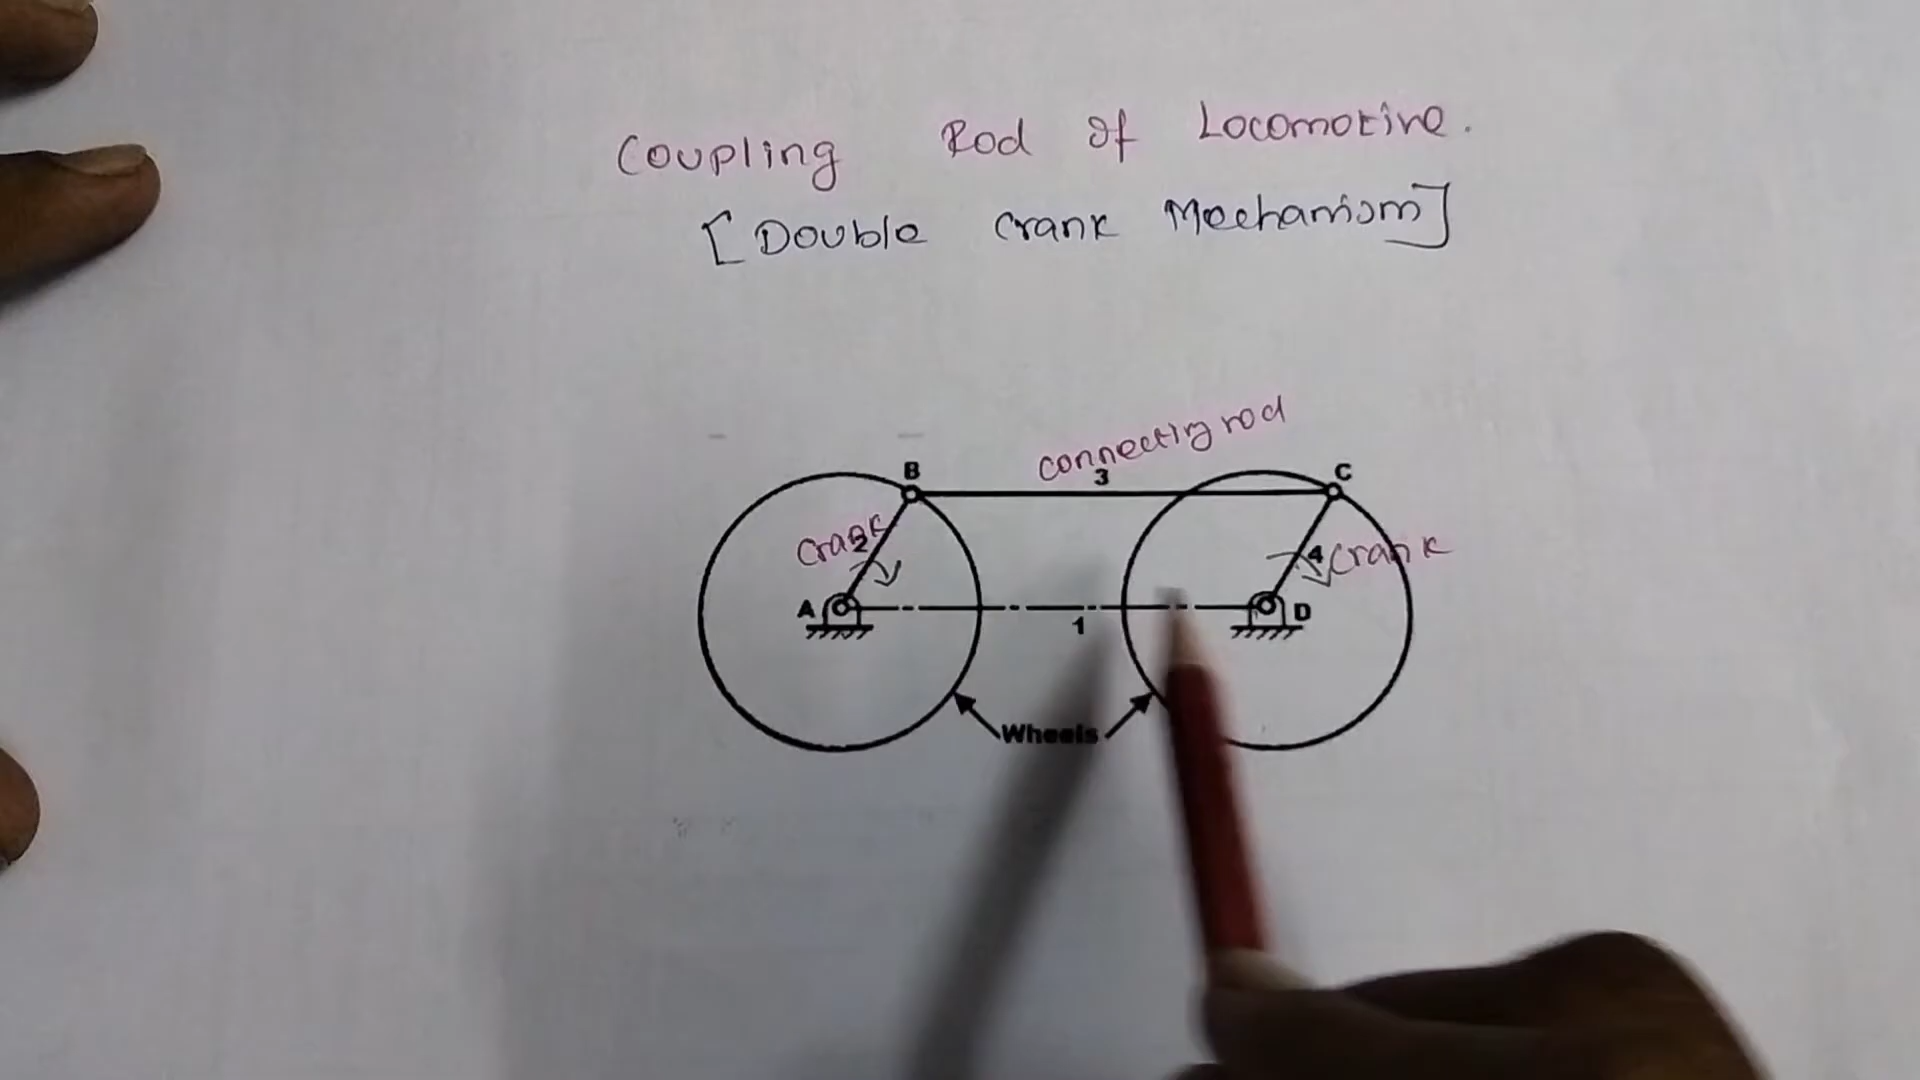 Coupling Rod of Locomotive.
[Double Crank Mechanism]
connecting rod
3
B
C
Crank
2
4
Crank
A
D
1
Wheels